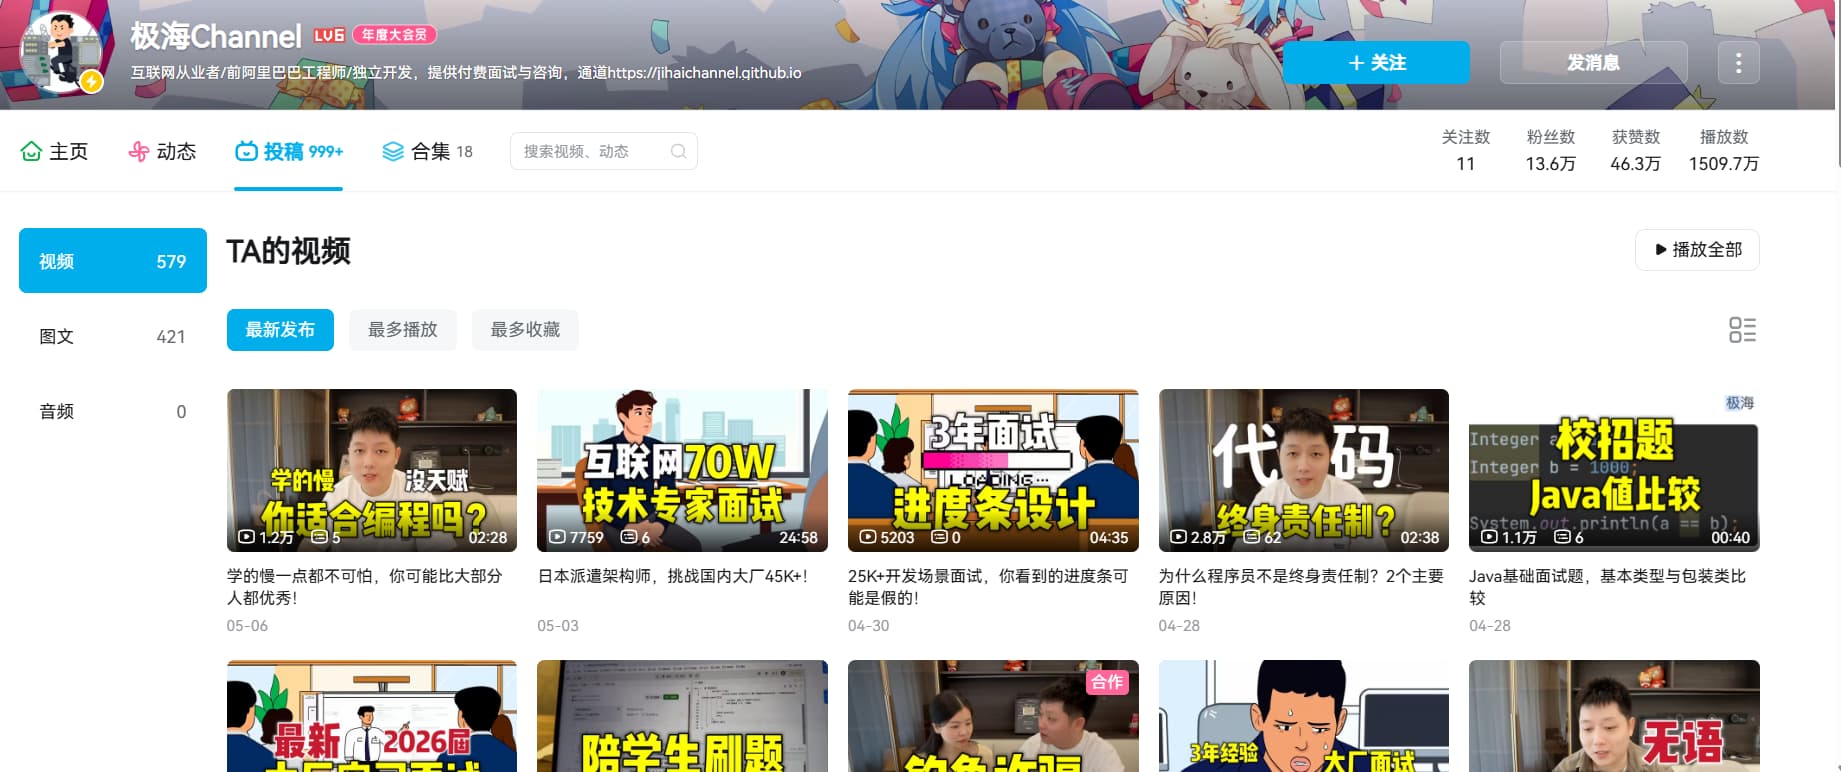 极海Channel LV6 年度大会员
互联网从业者/前阿里巴巴工程师/独立开发，提供付费面试与咨询，通道https://jihaichannel.github.io
+ 关注
发消息
主页 动态 投稿 999+ 合集 18
搜索视频、动态
关注数 粉丝数 获赞数 播放数
11 13.6万 46.3万 1509.7万
视频 579
图文 421
音频 0
TA的视频
播放全部
最新发布 最多播放 最多收藏
学的慢 没天赋
你适合编程吗？
1.2万 5 02:28
学的慢一点都不可怕，你可能比大部分
人都优秀！
05-06
互联网70W
技术专家面试
7759 6 24:58
日本派遣架构师，挑战国内大厂45K+！
05-03
3年面试
LOADING...
进度条设计
5203 0 04:35
25K+开发场景面试，你看到的进度条可
能是假的！
04-30
代码
终身责任制？
2.8万 62 02:38
为什么程序员不是终身责任制？2个主要
原因！
04-28
极海
校招题
Integer a
Integer b = 1000;
Java值比较
System.out.println(a == b);
1.1万 6 00:40
Java基础面试题，基本类型与包装类比
较
04-28
最新 2026届
大厂实习面试
陪学生刷题
合作
钓鱼诈骗
3年经验
大厂面试
无语